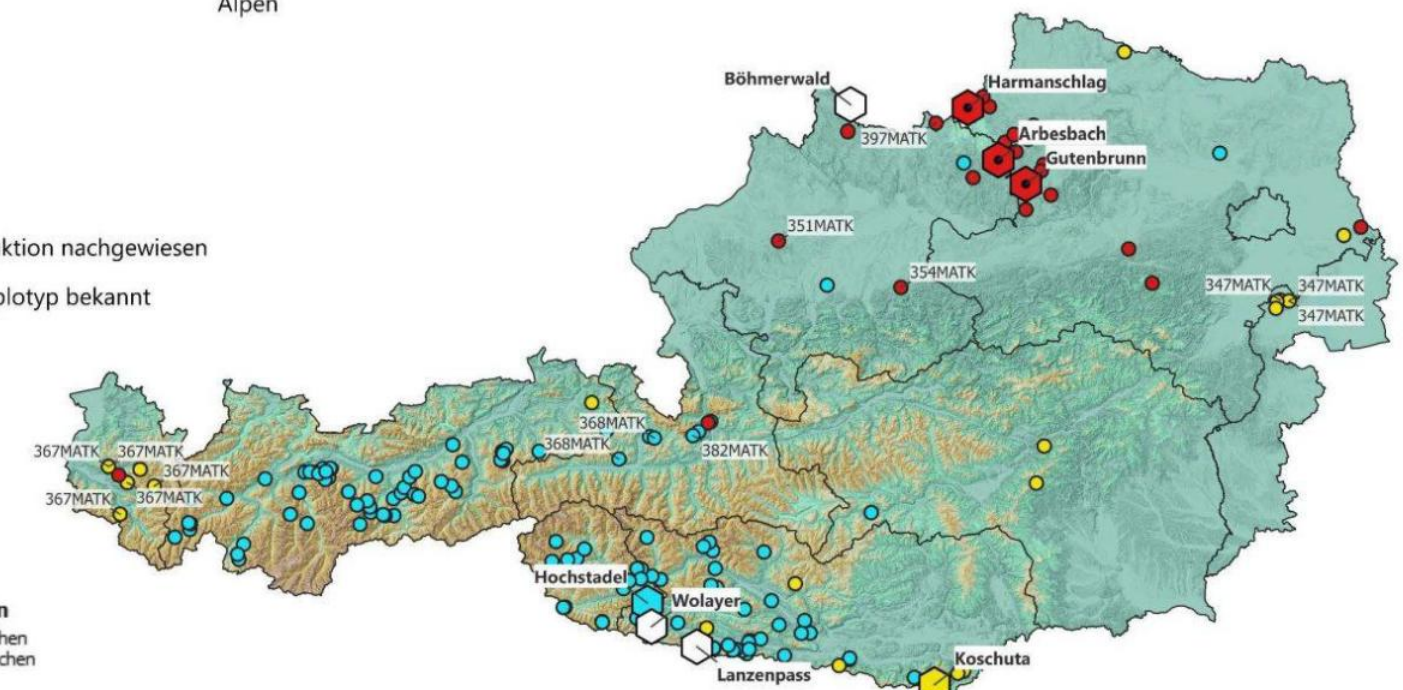 Alpen
Böhmerwald
Harmanschlag
397MATK
Arbesbach
Gutenbrunn
351MATK
ktion nachgewiesen
354MATK
347MATK
347MATK
plotyp bekannt
347MATK
368MATK
368MATK
382MATK
367MATK
367MATK
367MATK
367MATK
367MATK
Hochstadel
Wolayer
n
hen
chen
Koschuta
Lanzenpass